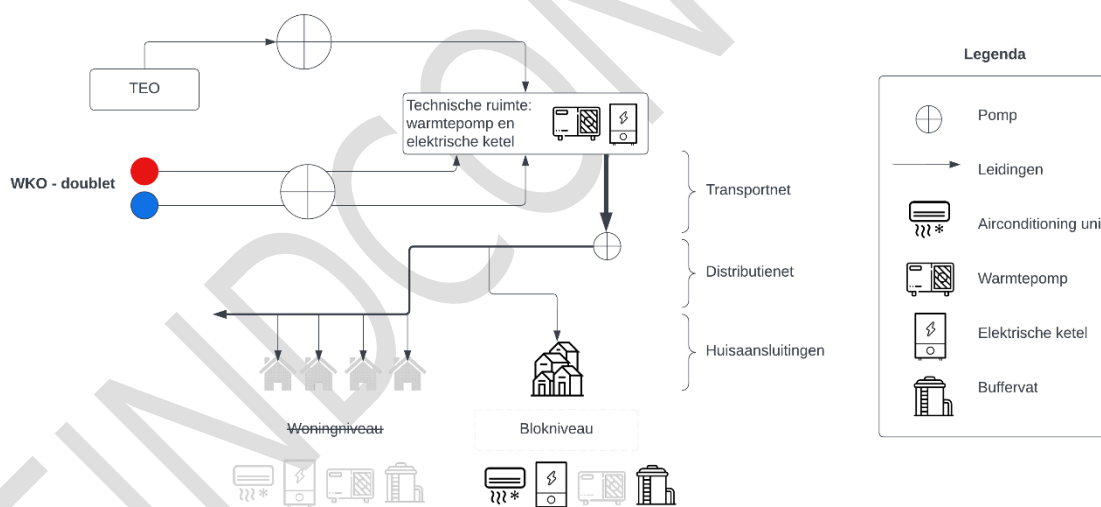 TEO
Technische ruimte:
warmtepomp en
elektrische ketel
WKO - doublet
Transportnet
Distributienet
Huisaansluitingen
Woningniveau
Blokniveau
Legenda
Pomp
Leidingen
Airconditioning uni
Warmtepomp
Elektrische ketel
Buffervat
EINDCON